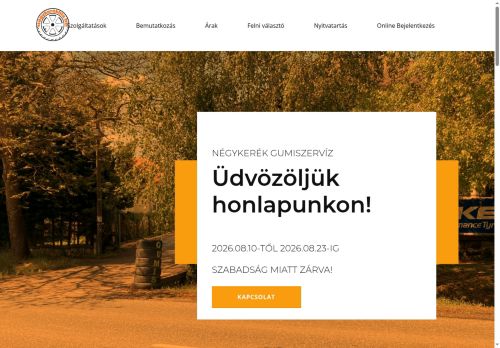 Szolgáltatások Bemutatkozás Árak Felni választó Nyitvatartás Online Bejelentkezés
NÉGYKERÉK GUMISZERVÍZ
Üdvözöljük
honlapunkon!
2026.08.10-TŐL 2026.08.23-IG
SZABADSÁG MIATT ZÁRVA!
KAPCSOLAT